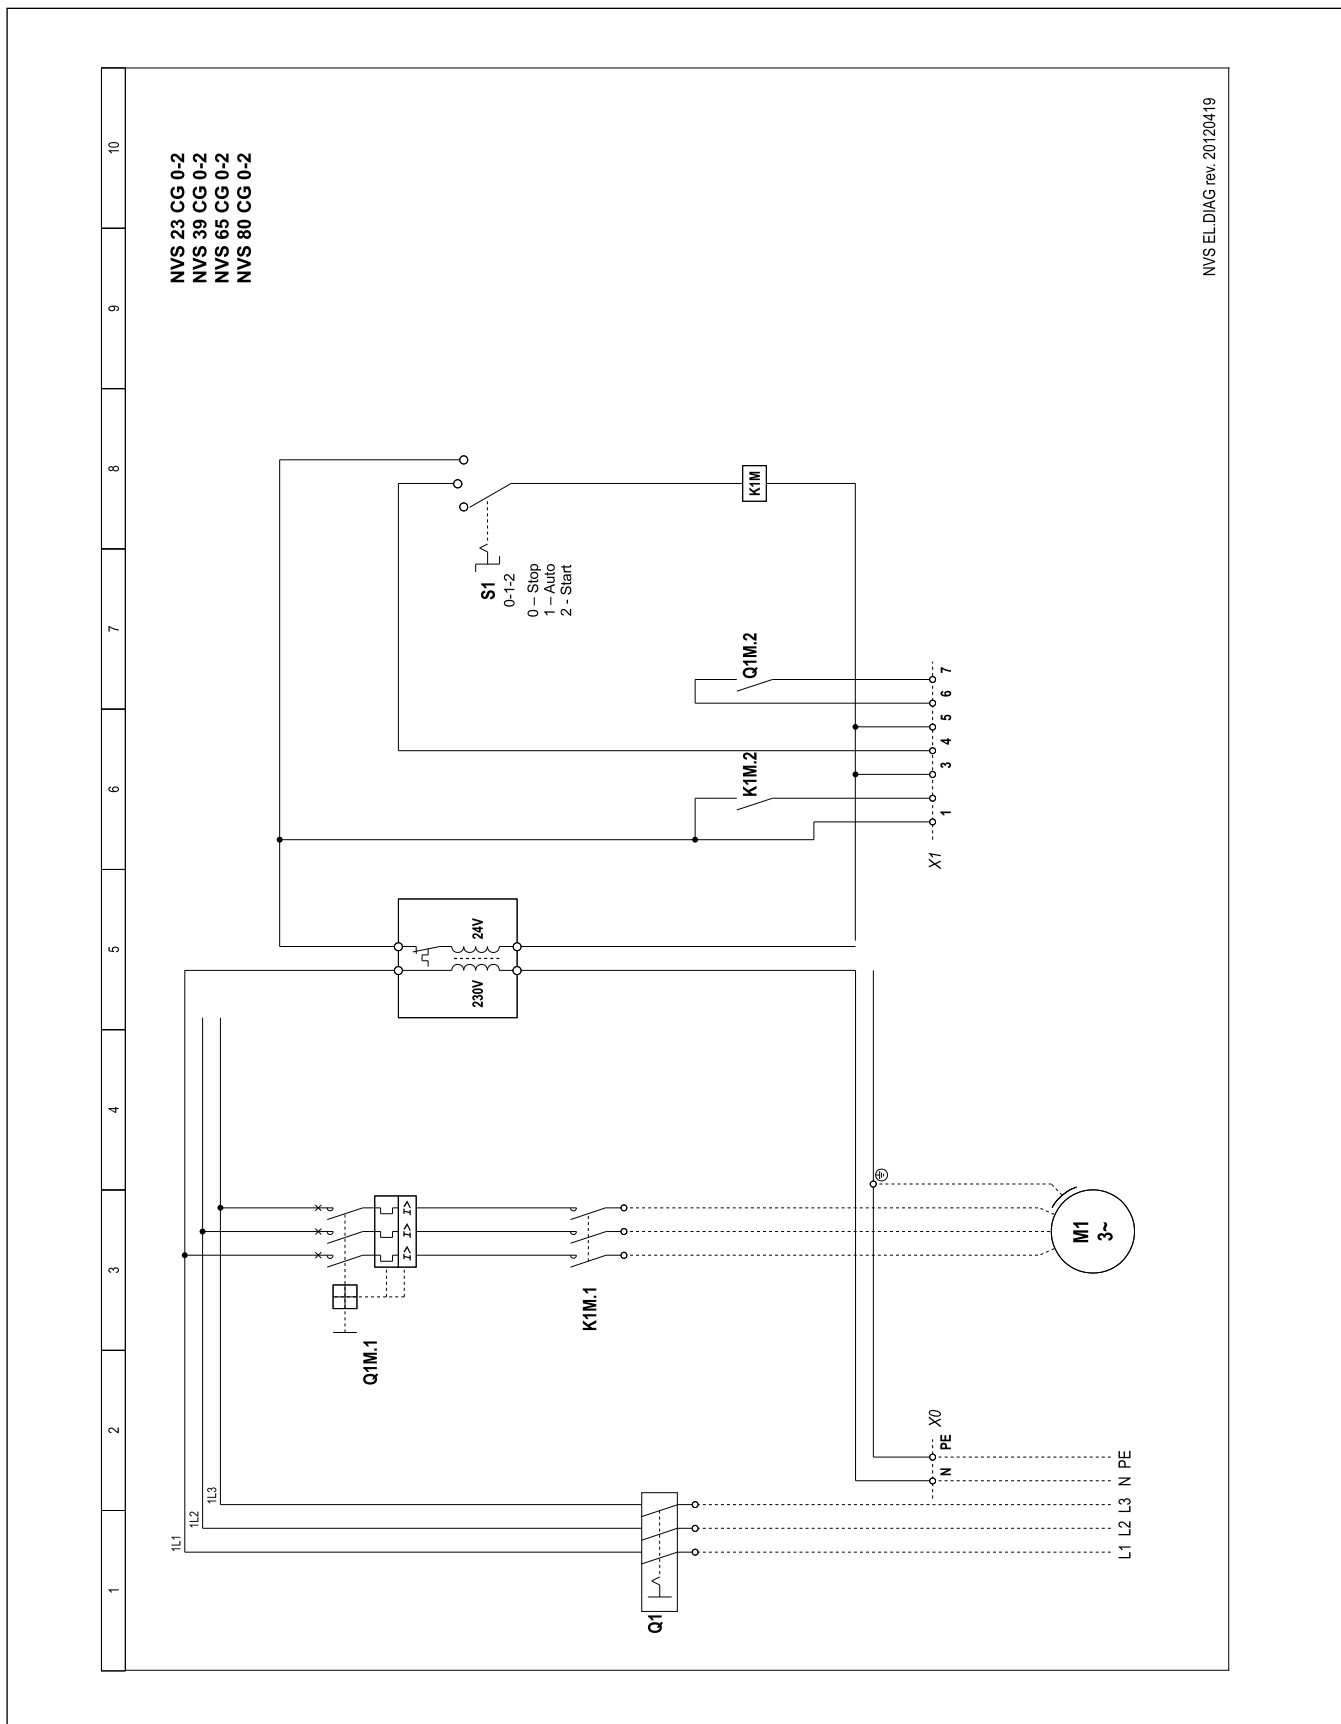 1
2
3
4
5
6
7
8
9
10
NVS 23 CG 0-2
NVS 39 CG 0-2
NVS 65 CG 0-2
NVS 80 CG 0-2
1L1
1L2
1L3
Q1M.1
I> I> I>
230V
24V
S1
0-1-2
0 – Stop
1 – Auto
2 - Start
K1M.1
Q1
K1M.2
Q1M.2
K1M
X0
N PE
X1
1 3 4 5 6 7
M1
3~
L1 L2 L3 N PE
NVS EL.DIAG rev. 20120419